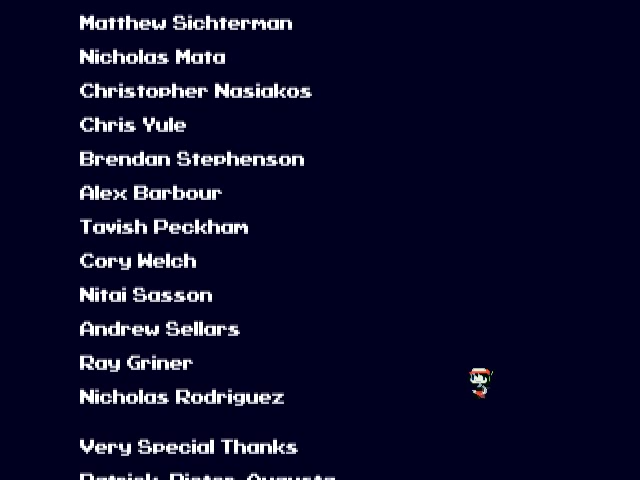 Matthew Sichterman
Nicholas Mata
Christopher Nasiakos
Chris Yule
Brendan Stephenson
Alex Barbour
Tavish Peckham
Cory Welch
Nitai Sasson
Andrew Sellars
Ray Griner
Nicholas Rodriguez
Very Special Thanks